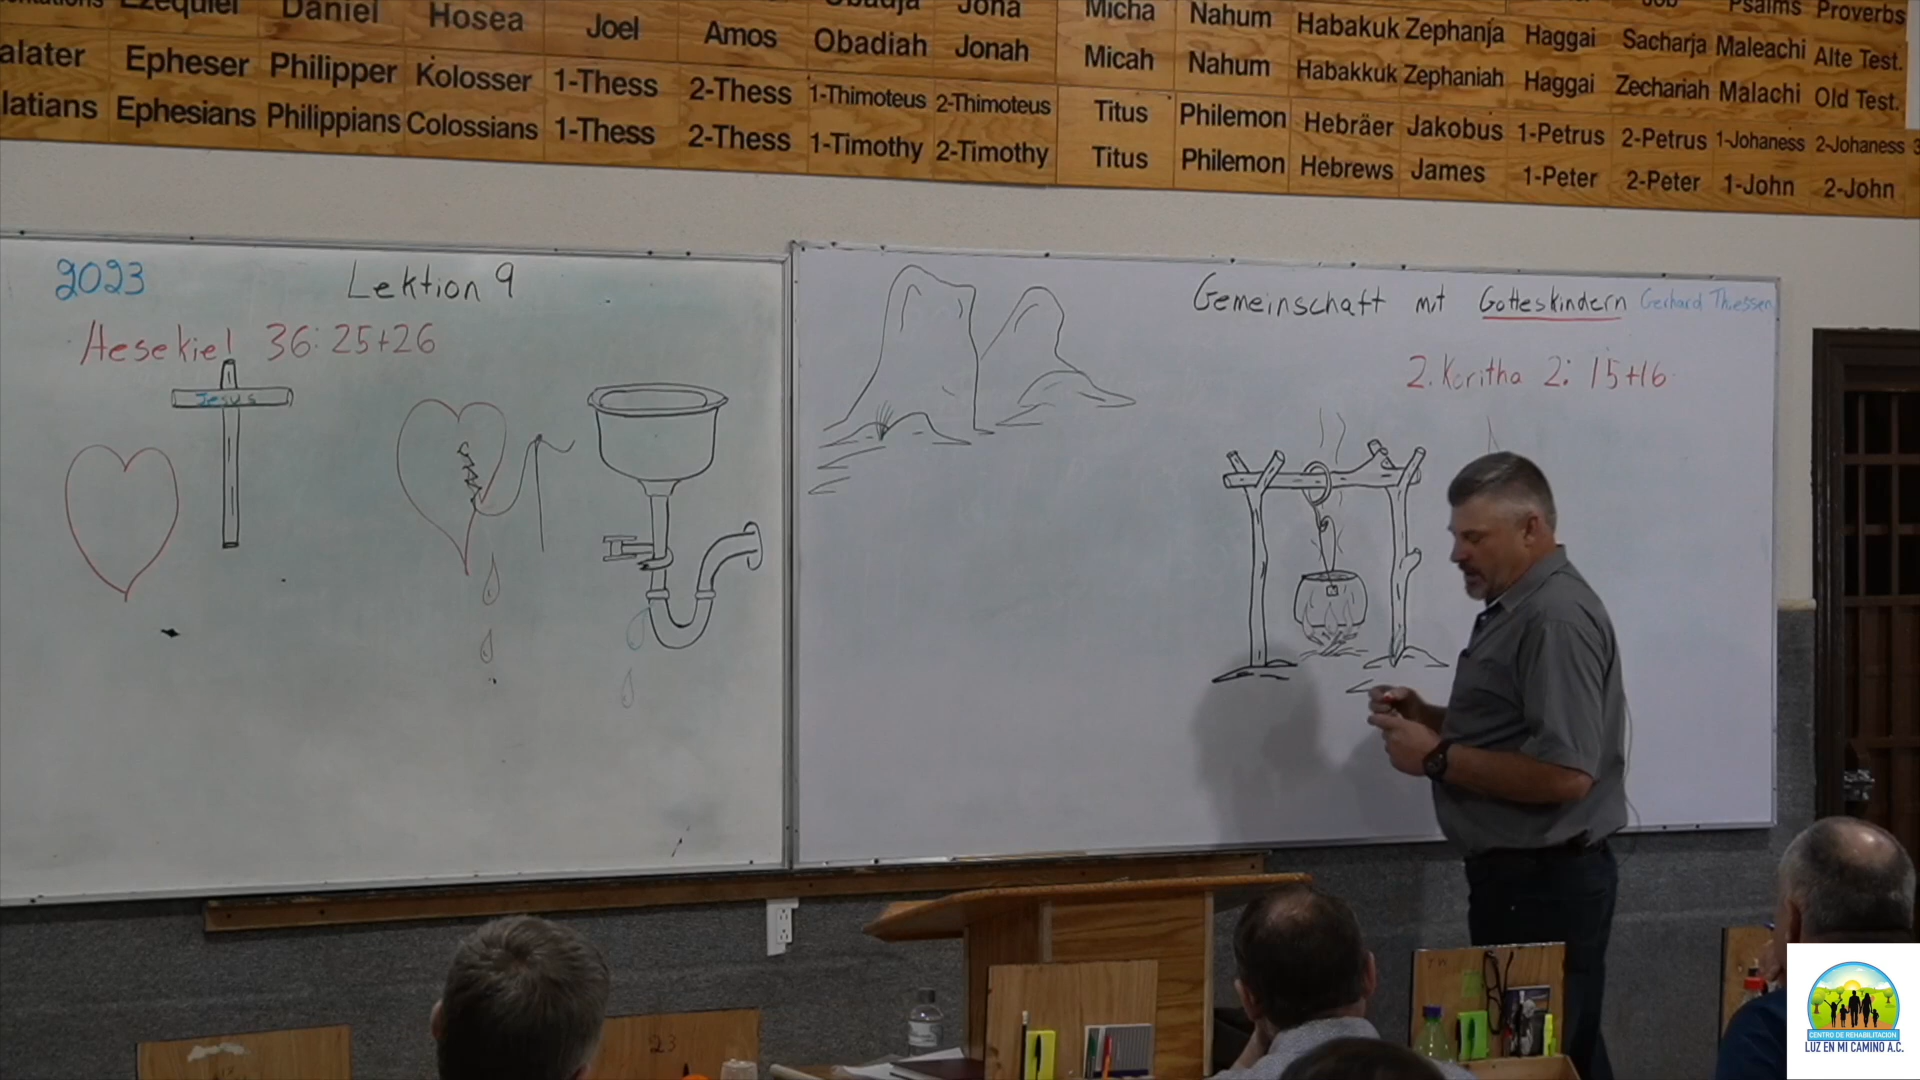 Ezequiel Daniel Hosea Joel Amos Obadiah Jonah Micha Nahum Habakuk Zephanja Haggai Sacharja Maleachi Alte Test.
Micah Nahum Habakkuk Zephaniah Haggai Zechariah Malachi Old Test.
Psalms Proverbs
alater Epheser Philipper Kolosser 1-Thess 2-Thess 1-Thimoteus 2-Thimoteus Titus Philemon Hebräer Jakobus 1-Petrus 2-Petrus 1-Johaness 2-Johaness 3
latians Ephesians Philippians Colossians 1-Thess 2-Thess 1-Timothy 2-Timothy Titus Philemon Hebrews James 1-Peter 2-Peter 1-John 2-John
2023 Lektion 9
Hesekiel 36:25+26
Jesus
Gemeinschaft mit Gotteskindern Gerhard Thiessen
2. Koritha 2: 15+16
23
CENTRO DE REHABILITACION
LUZ EN MI CAMINO A.C.